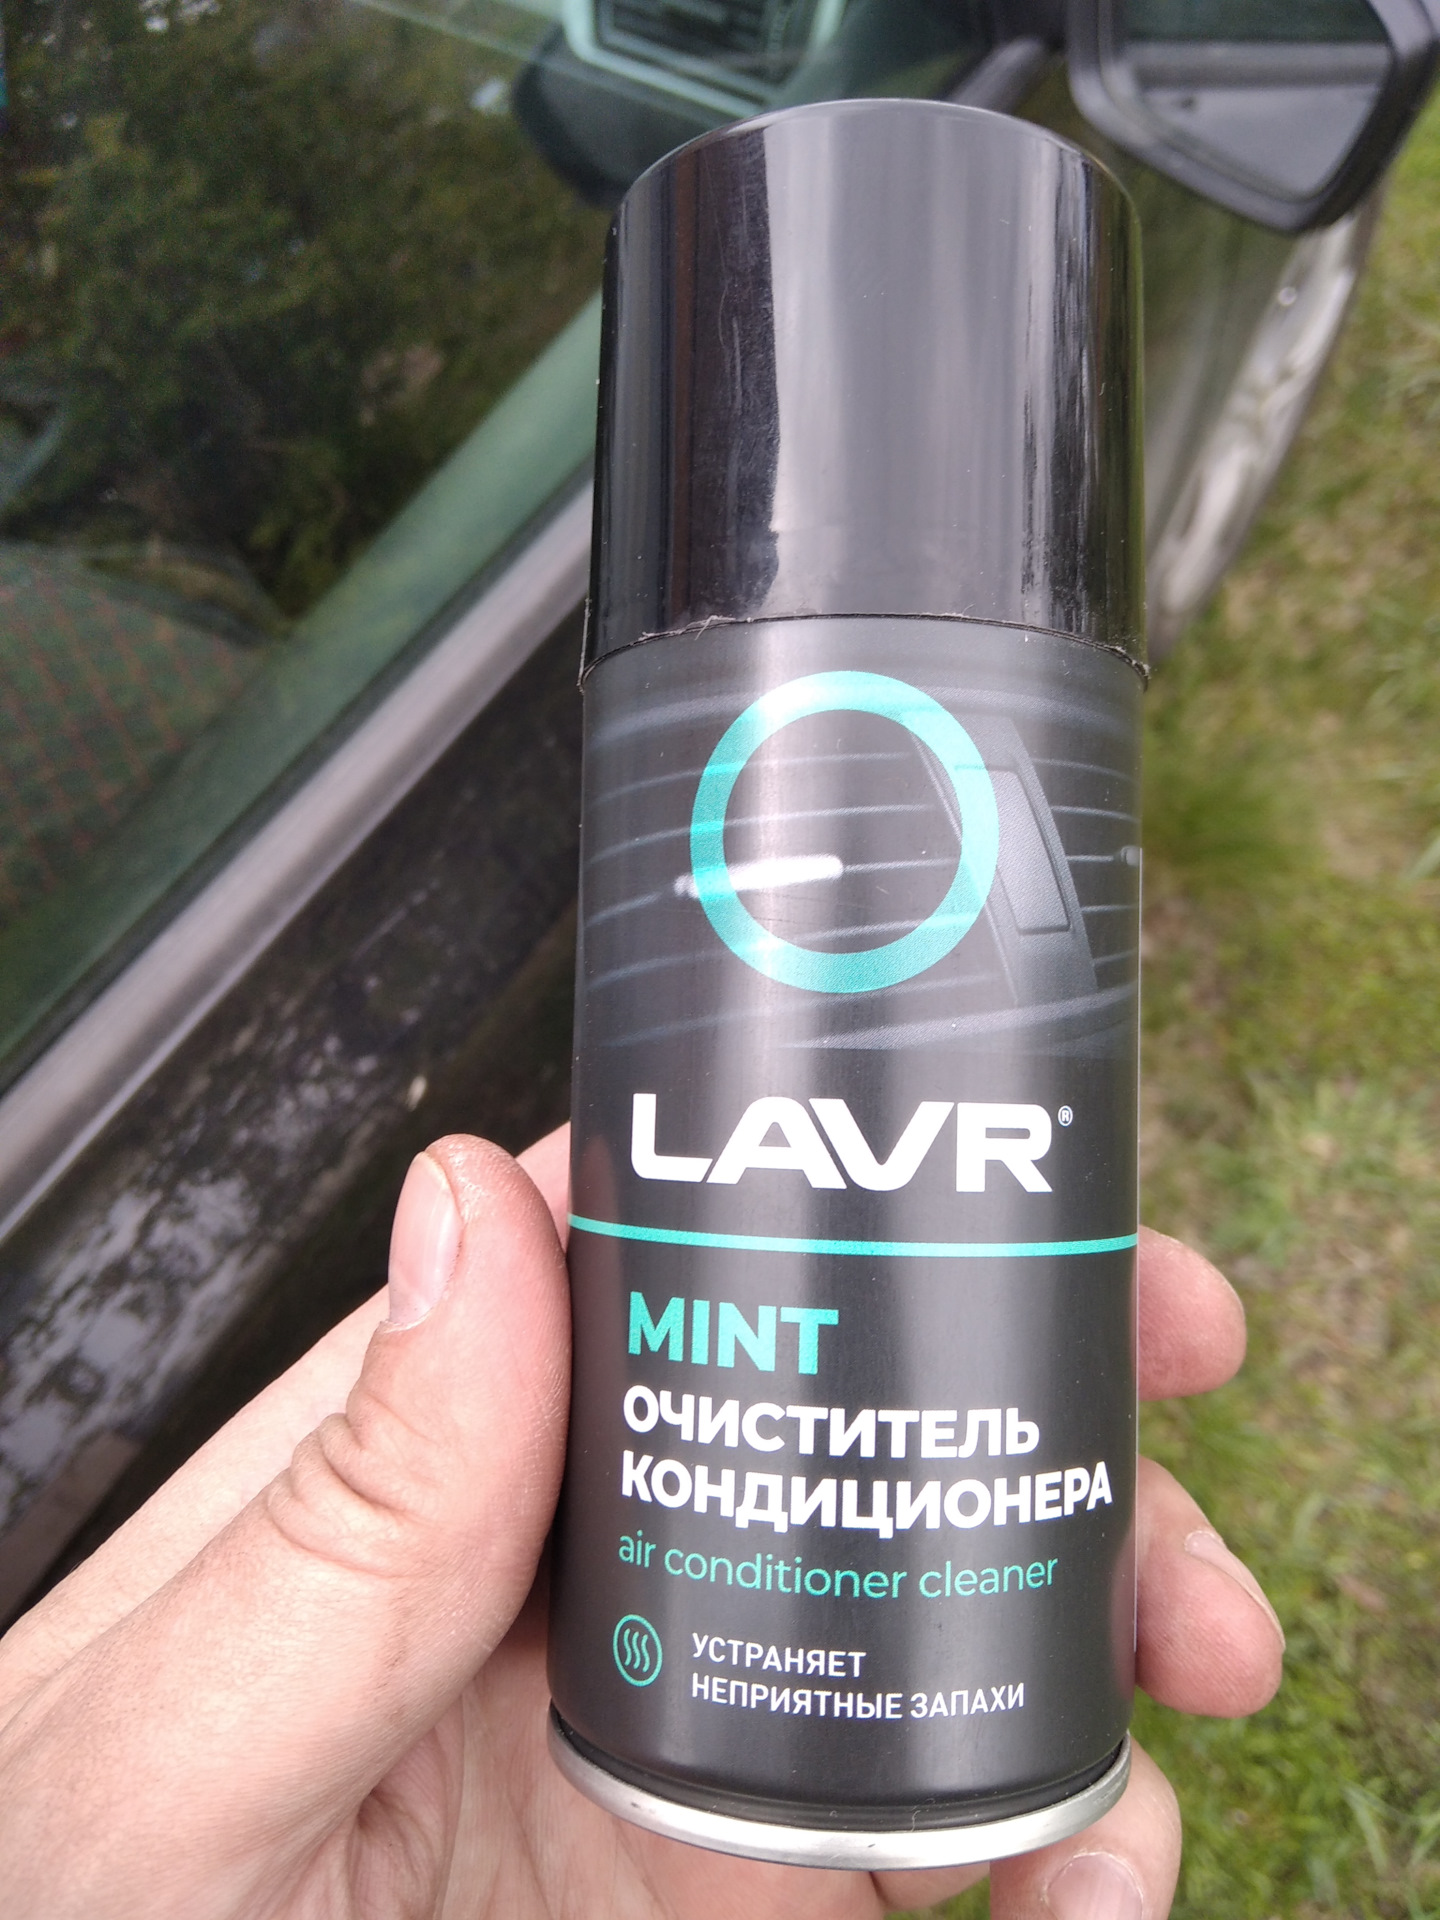 LAVR®
MINT
ОЧИСТИТЕЛЬ
КОНДИЦИОНЕРА
air conditioner cleaner
УСТРАНЯЕТ
НЕПРИЯТНЫЕ ЗАПАХИ